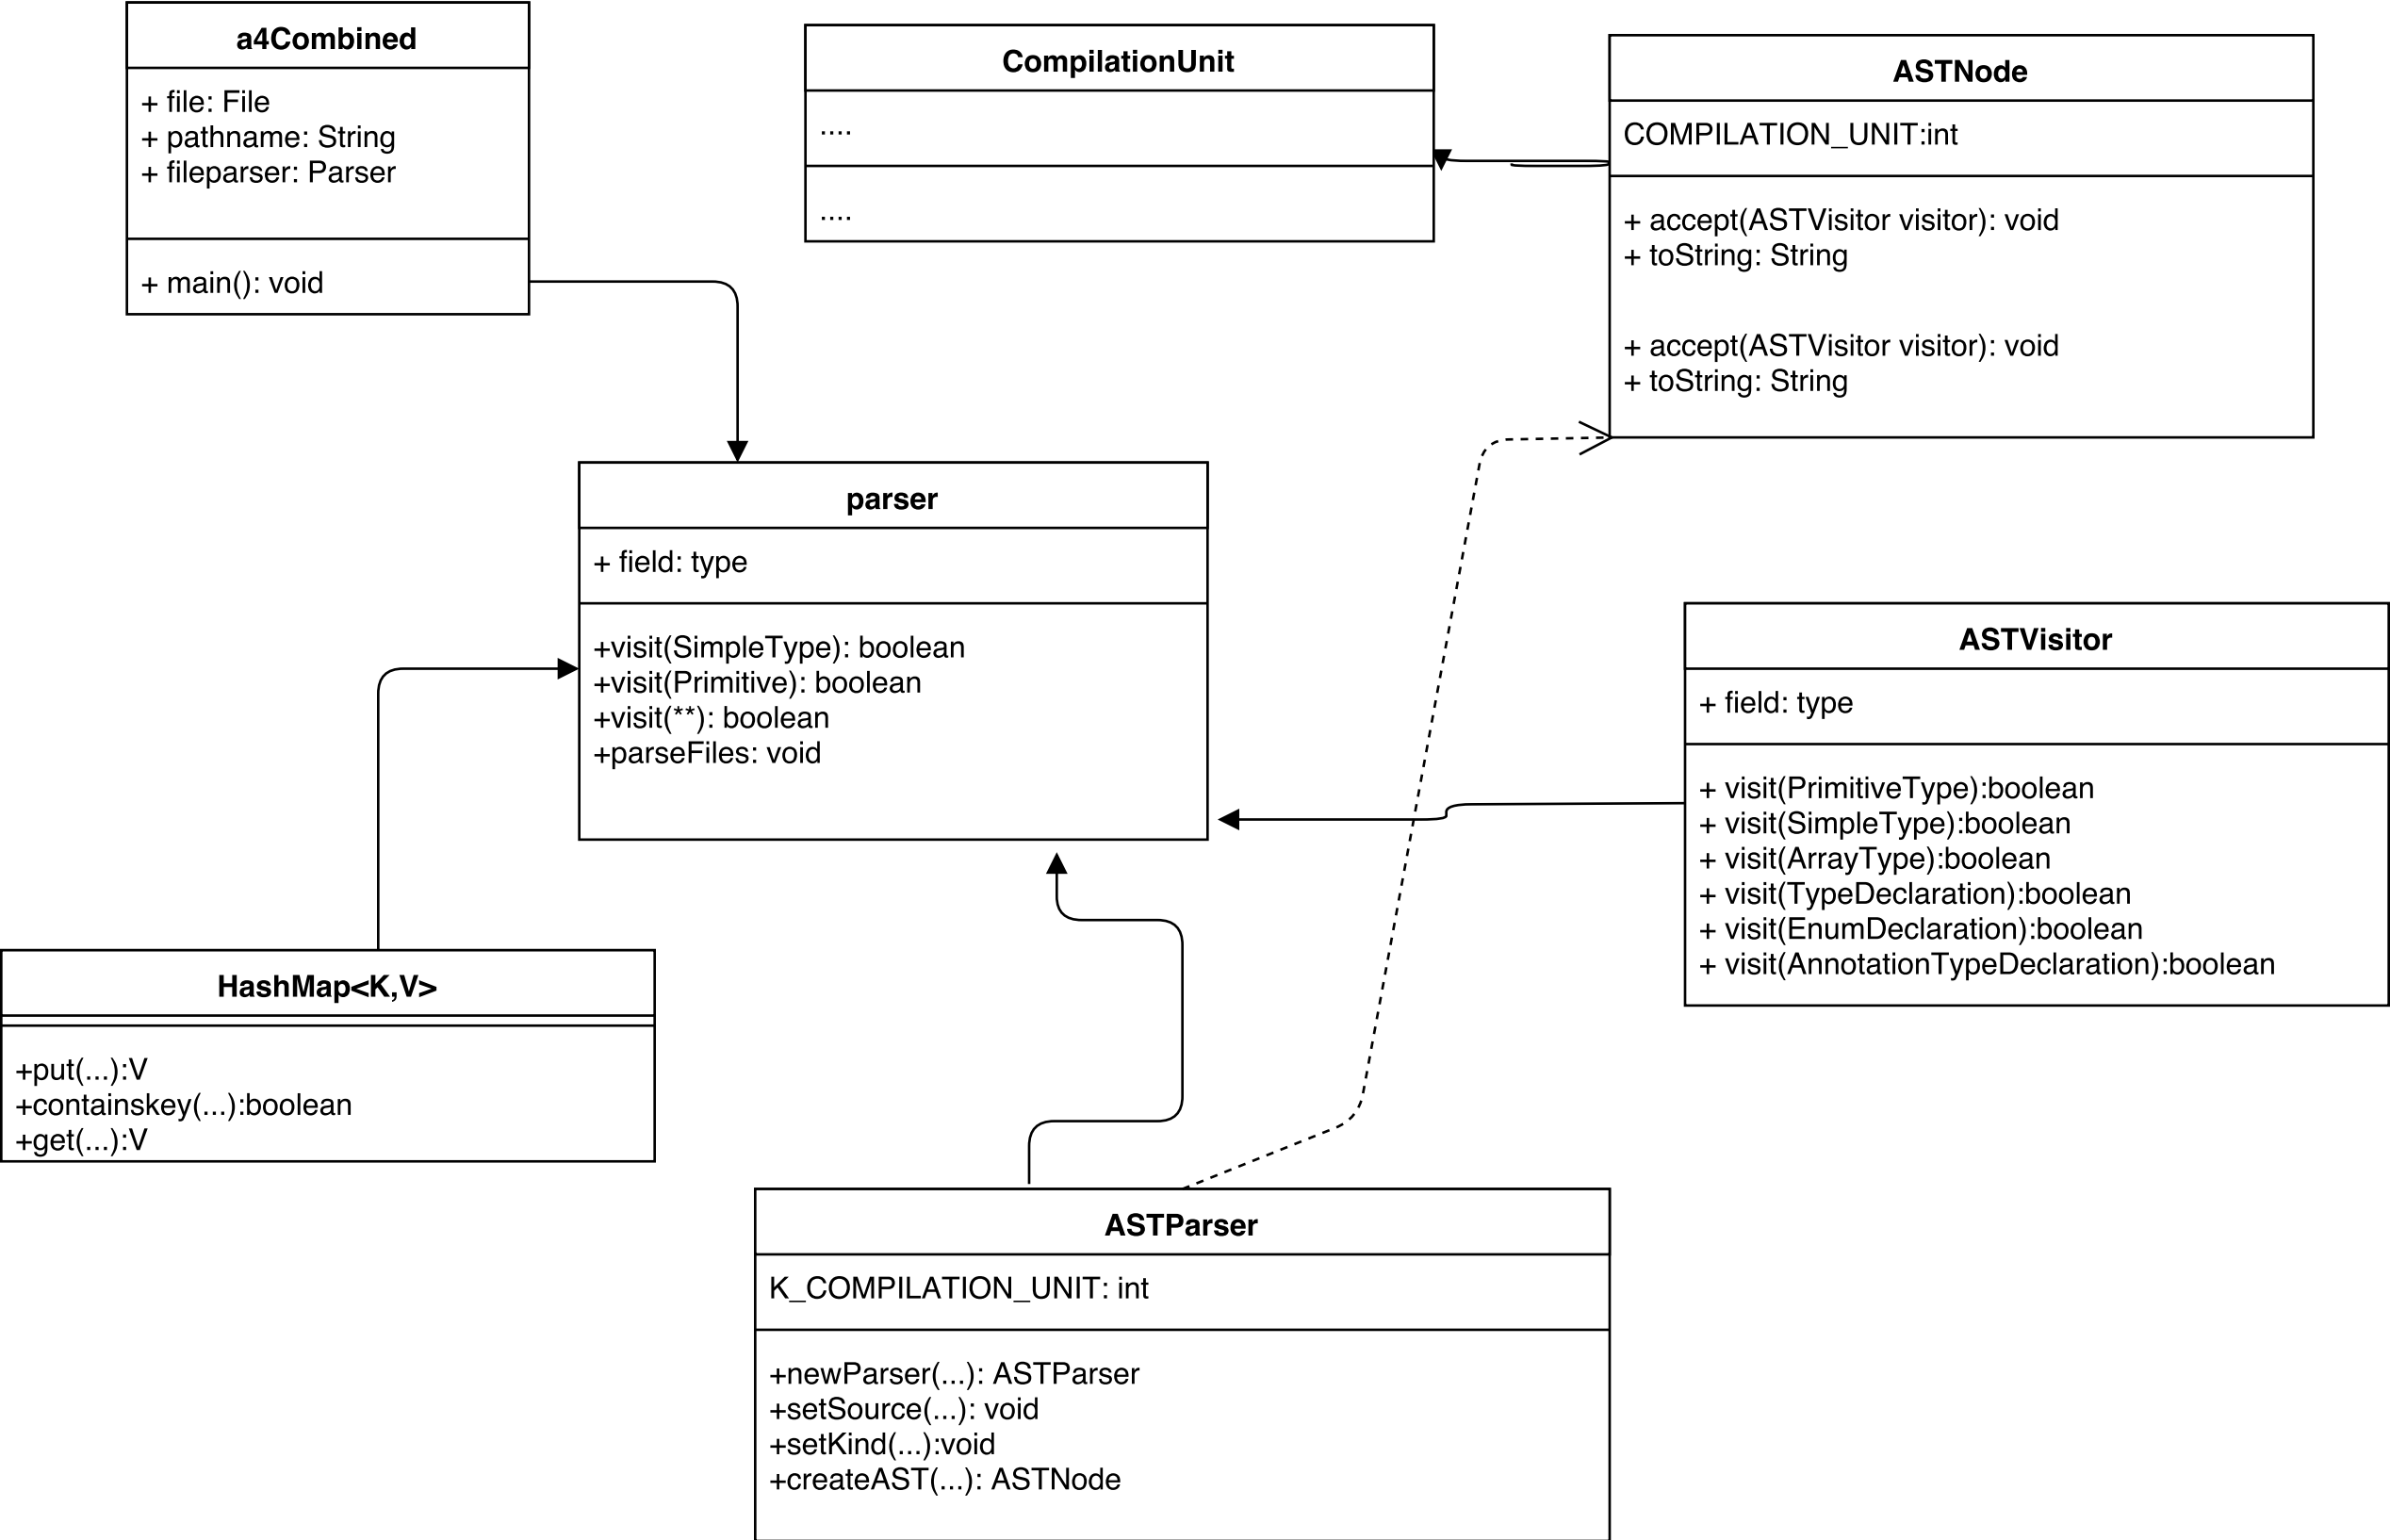 a4Combined
+ file: File
+ pathname: String
+ fileparser: Parser
+ main(): void
CompilationUnit
....
....
ASTNode
COMPILATION_UNIT:int
+ accept(ASTVisitor visitor): void
+ toString: String
+ accept(ASTVisitor visitor): void
+ toString: String
parser
+ field: type
+visit(SimpleType): boolean
+visit(Primitive): boolean
+visit(**): boolean
+parseFiles: void
ASTVisitor
+ field: type
+ visit(PrimitiveType):boolean
+ visit(SimpleType):boolean
+ visit(ArrayType):boolean
+ visit(TypeDeclaration):boolean
+ visit(EnumDeclaration):boolean
+ visit(AnnotationTypeDeclaration):boolean
HashMap<K,V>
+put(...):V
+containskey(...):boolean
+get(...):V
ASTParser
K_COMPILATION_UNIT: int
+newParser(...): ASTParser
+setSource(...): void
+setKind(...):void
+createAST(...): ASTNode